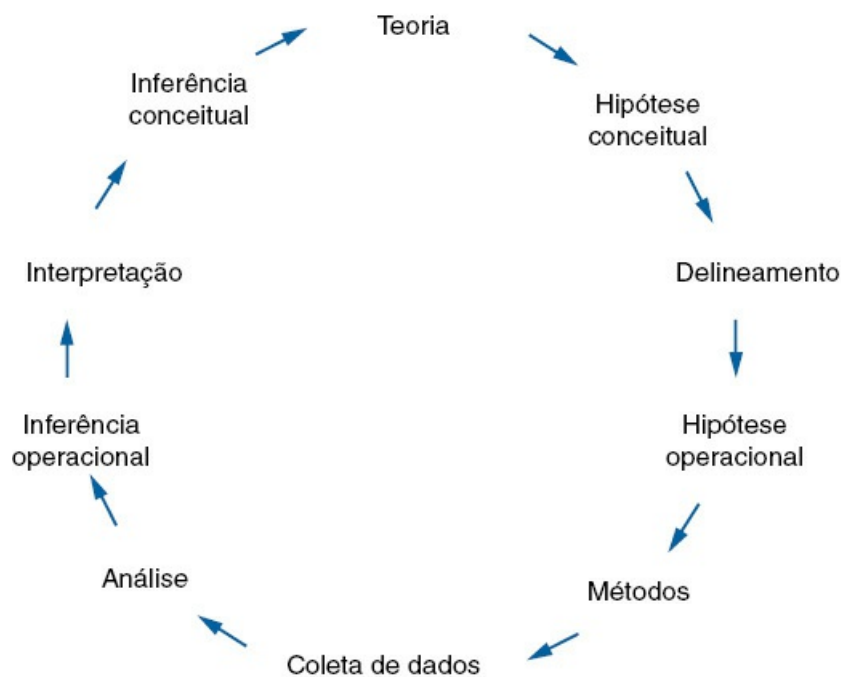 Teoria
Hipótese
conceitual
Delineamento
Hipótese
operacional
Métodos
Coleta de dados
Análise
Inferência
operacional
Interpretação
Inferência
conceitual